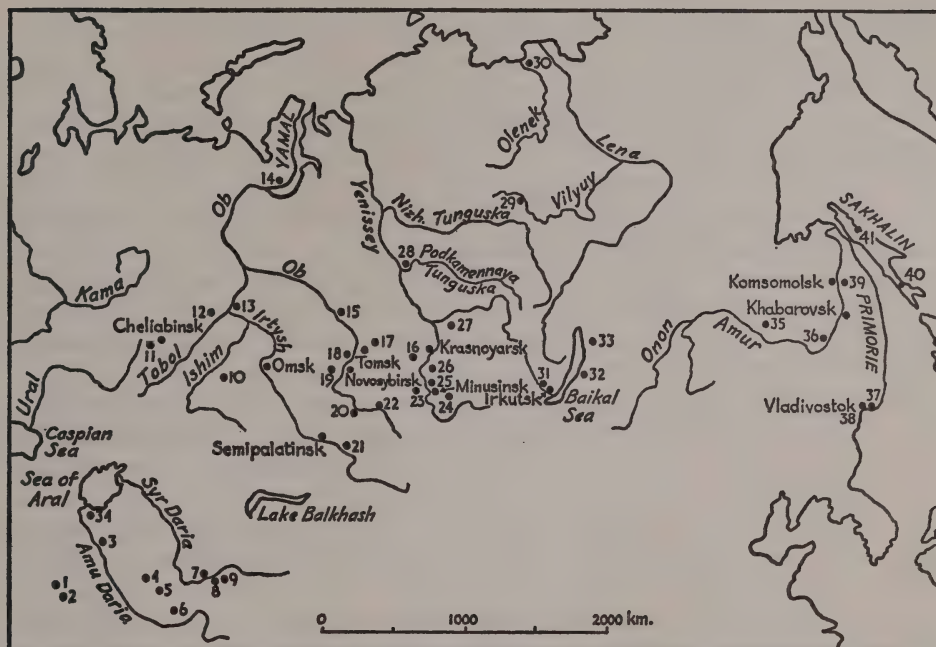 30
YAMAL
Olenek
Lena
14
Ob
Yenissey
29
Vilyuy
Nizh. Tunguska
SAKHALIN
41
28
Podkamennaya
Tunguska
Ob
Kama
40
12
13
15
Komsomolsk
39
Cheliabinsk
Irtysh
27
33
Onon
35
Khabarovsk
PRIMORIE
11
Tobol
Ishim
17
18
Tomsk
16
Krasnoyarsk
Amur
36
Omsk
19
Novosybirsk
26
25
Minusinsk
31
32
10
23
24
Irkutsk
Baikal
Sea
Ural
20
22
Vladivostok
37
38
Caspian
Sea
Semipalatinsk
21
Sea of
Aral
Syr Daria
Lake Balkhash
34
3
Amu Daria
1
2
4
5
7
8
9
6
0
1000
2000 km.